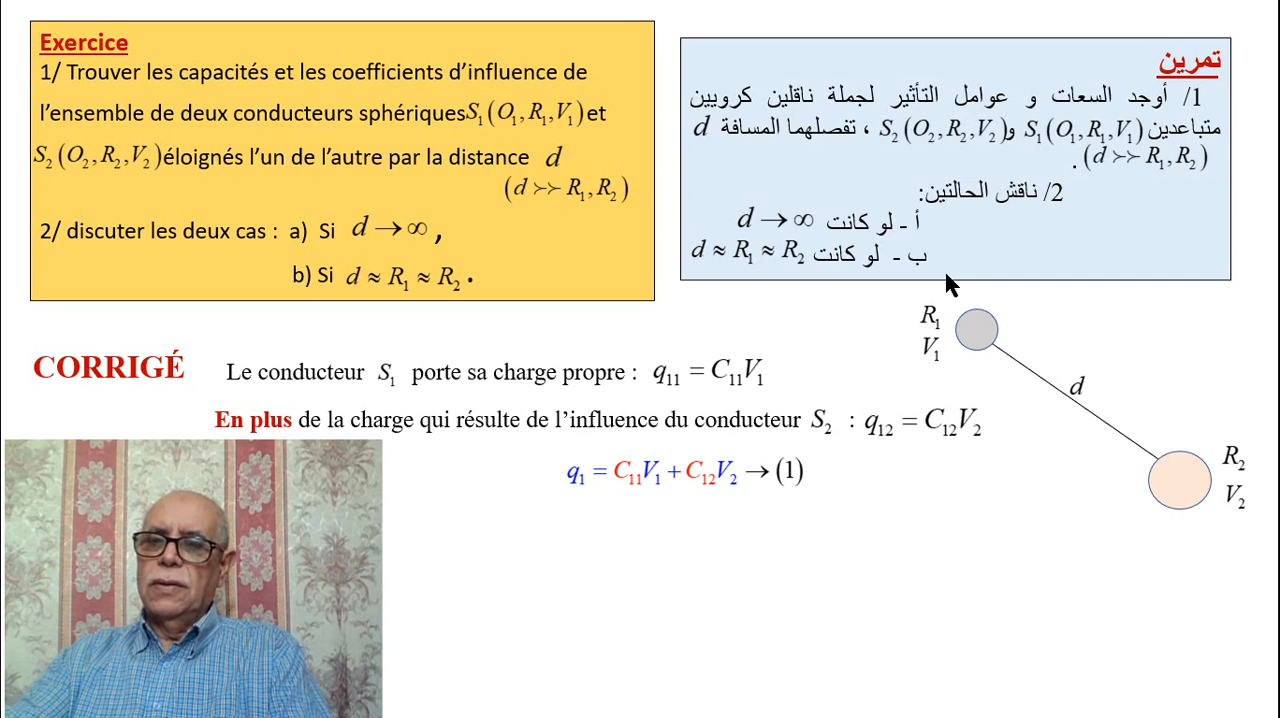 Exercice
1/ Trouver les capacités et les coefficients d’influence de
l’ensemble de deux conducteurs sphériques S₁(O₁,R₁,V₁) et
S₂(O₂,R₂,V₂) éloignés l’un de l’autre par la distance d
(d ≻≻ R₁,R₂)
2/ discuter les deux cas : a) Si d → ∞ ,
b) Si d ≈ R₁ ≈ R₂ .
تمرين
1/ أوجد السعات و عوامل التأثير لجملة ناقلين كرويين
متباعدين S₁(O₁,R₁,V₁) و S₂(O₂,R₂,V₂) ، تفصلهما المسافة d
(d ≻≻ R₁,R₂) .
2/ ناقش الحالتين:
أ - لو كانت d → ∞
ب - لو كانت d ≈ R₁ ≈ R₂
R₁
V₁
d
R₂
V₂
CORRIGÉ
Le conducteur S₁ porte sa charge propre : q₁₁ = C₁₁V₁
En plus de la charge qui résulte de l’influence du conducteur S₂ : q₁₂ = C₁₂V₂
q₁ = C₁₁V₁ + C₁₂V₂ → (1)